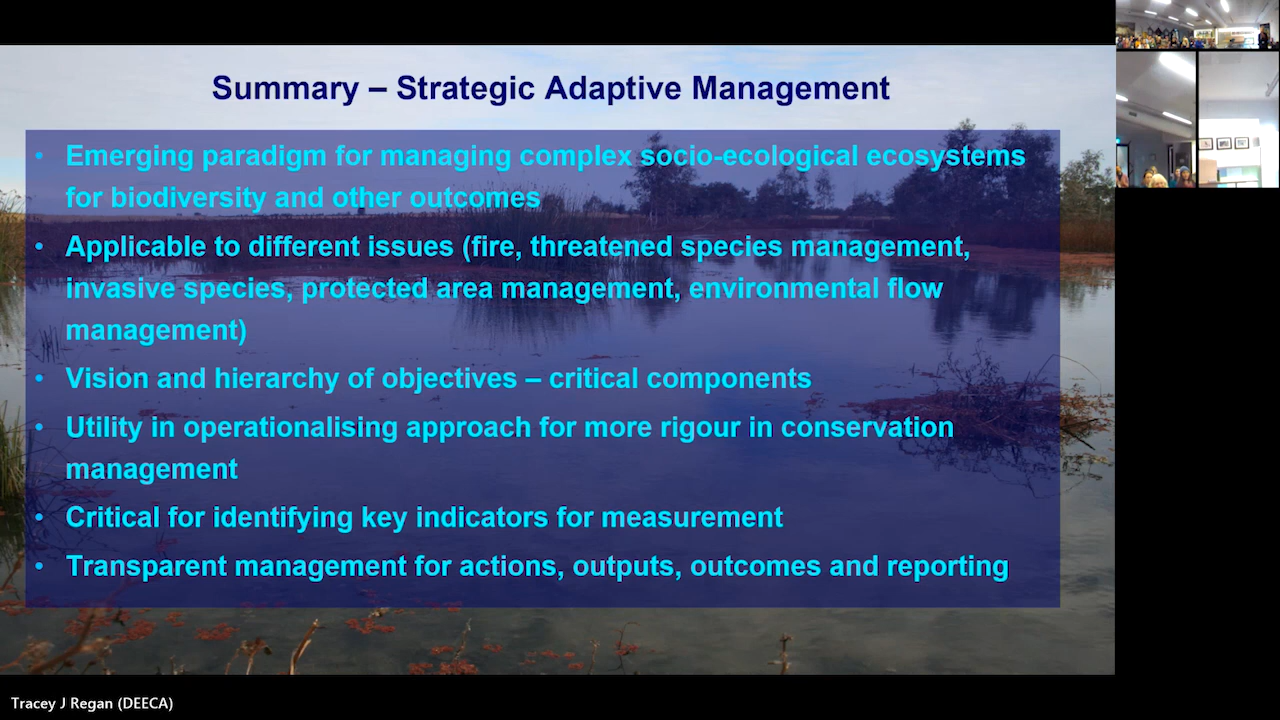 Summary – Strategic Adaptive Management
• Emerging paradigm for managing complex socio-ecological ecosystems
for biodiversity and other outcomes
• Applicable to different issues (fire, threatened species management,
invasive species, protected area management, environmental flow
management)
• Vision and hierarchy of objectives – critical components
• Utility in operationalising approach for more rigour in conservation
management
• Critical for identifying key indicators for measurement
• Transparent management for actions, outputs, outcomes and reporting
Tracey J Regan (DEECA)